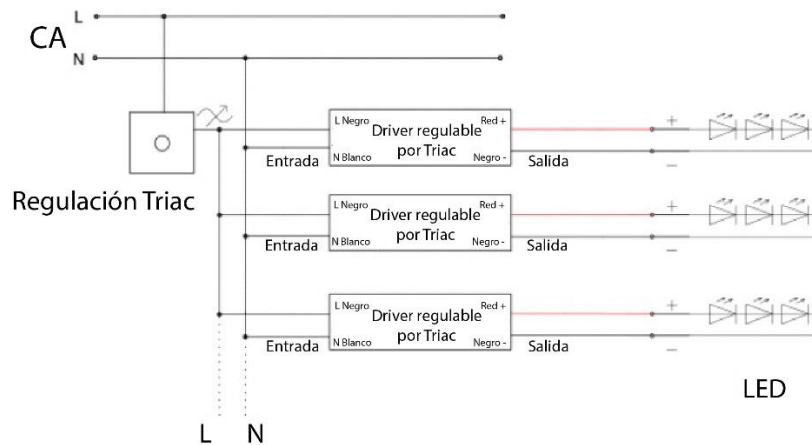 L
CA
N
L Negro
Red +
Driver regulable
por Triac
N Blanco
Negro -
Entrada
Salida
+
−
Regulación Triac
L Negro
Red +
Driver regulable
por Triac
N Blanco
Negro -
Entrada
Salida
+
−
L Negro
Red +
Driver regulable
por Triac
N Blanco
Negro -
Entrada
Salida
+
−
LED
L N